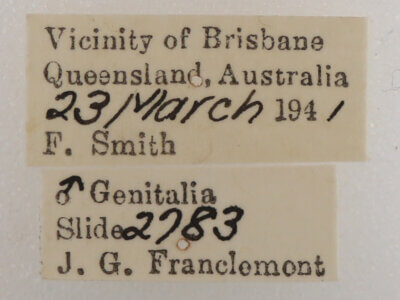 Vicinity of Brisbane
Queensland, Australia
23 March 1941
F. Smith
♂ Genitalia
Slide 2783
J. G. Franclemont